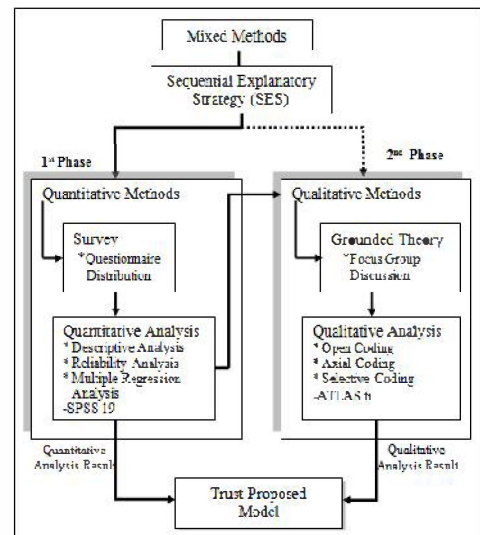 Mixed Methods
Sequential Explanatory
Strategy (SES)
1st Phase
2nd Phase
Quantitative Methods
Survey
*Questionnaire
Distribution
Quantitative Analysis
* Descriptive Analysis
* Reliability Analysis
* Multiple Regression
Analysis
-SPSS 19
Quantitative
Analysis Result
Qualitative Methods
Grounded Theory
*Focus Group
Discussion
Qualitative Analysis
* Open Coding
* Axial Coding
* Selective Coding
-ATLAS ti
Qualitative
Analysis Result
Trust Proposed
Model